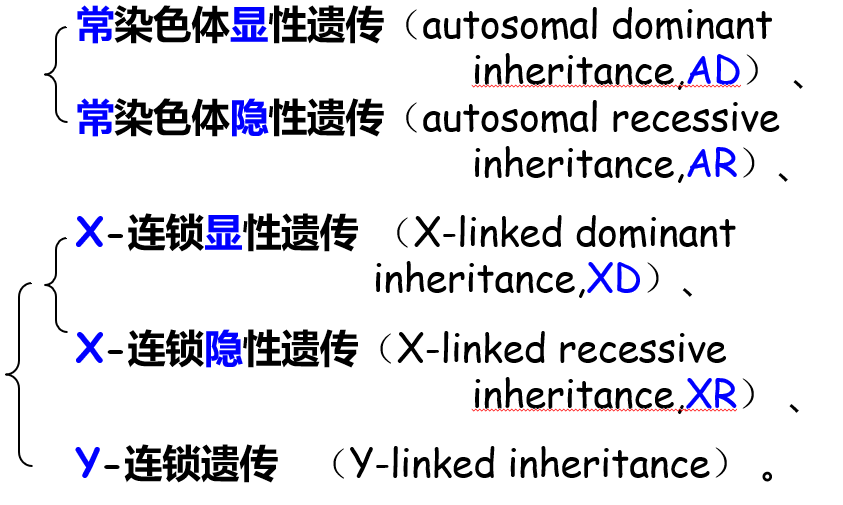 常染色体显性遗传（autosomal dominant
inheritance,AD）、
常染色体隐性遗传（autosomal recessive
inheritance,AR）、
X-连锁显性遗传 （X-linked dominant
inheritance,XD）、
X-连锁隐性遗传（X-linked recessive
inheritance,XR）、
Y-连锁遗传 （Y-linked inheritance）。